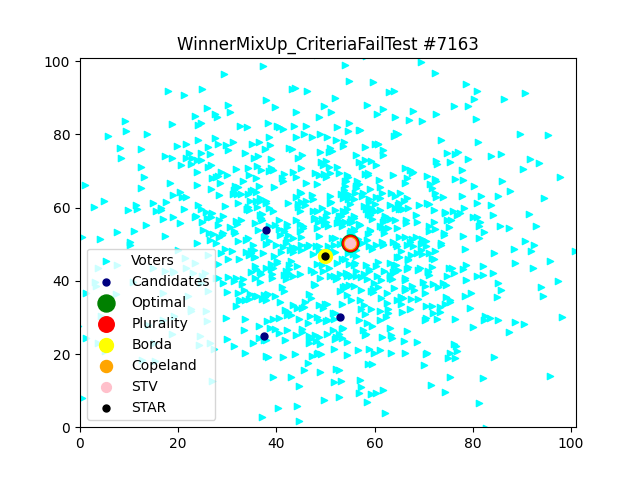 WinnerMixUp_CriteriaFailTest #7163
100
80
60
40
20
0
Voters
Candidates
Optimal
Plurality
Borda
Copeland
STV
STAR
0 20 40 60 80 100